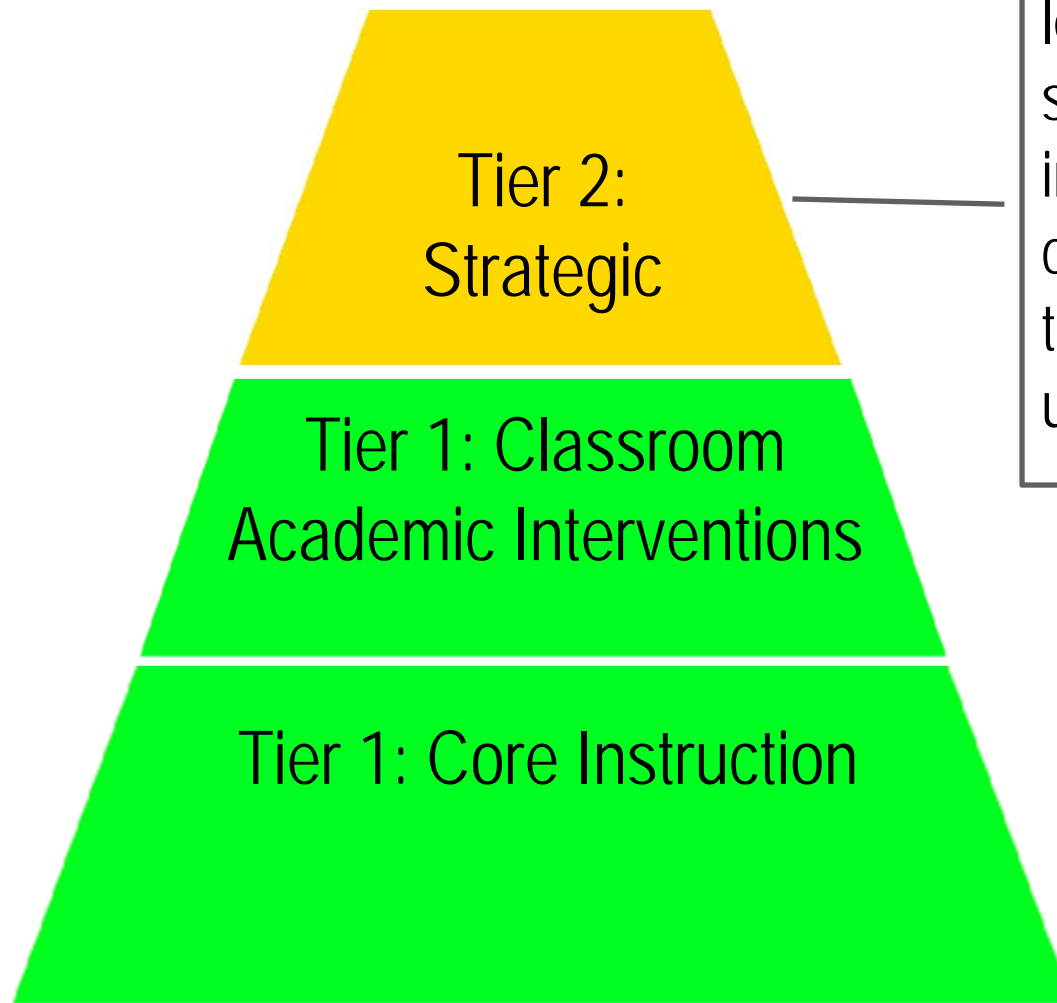 Tier 2:
Strategic
Tier 1: Classroom
Academic Interventions
Tier 1: Core Instruction